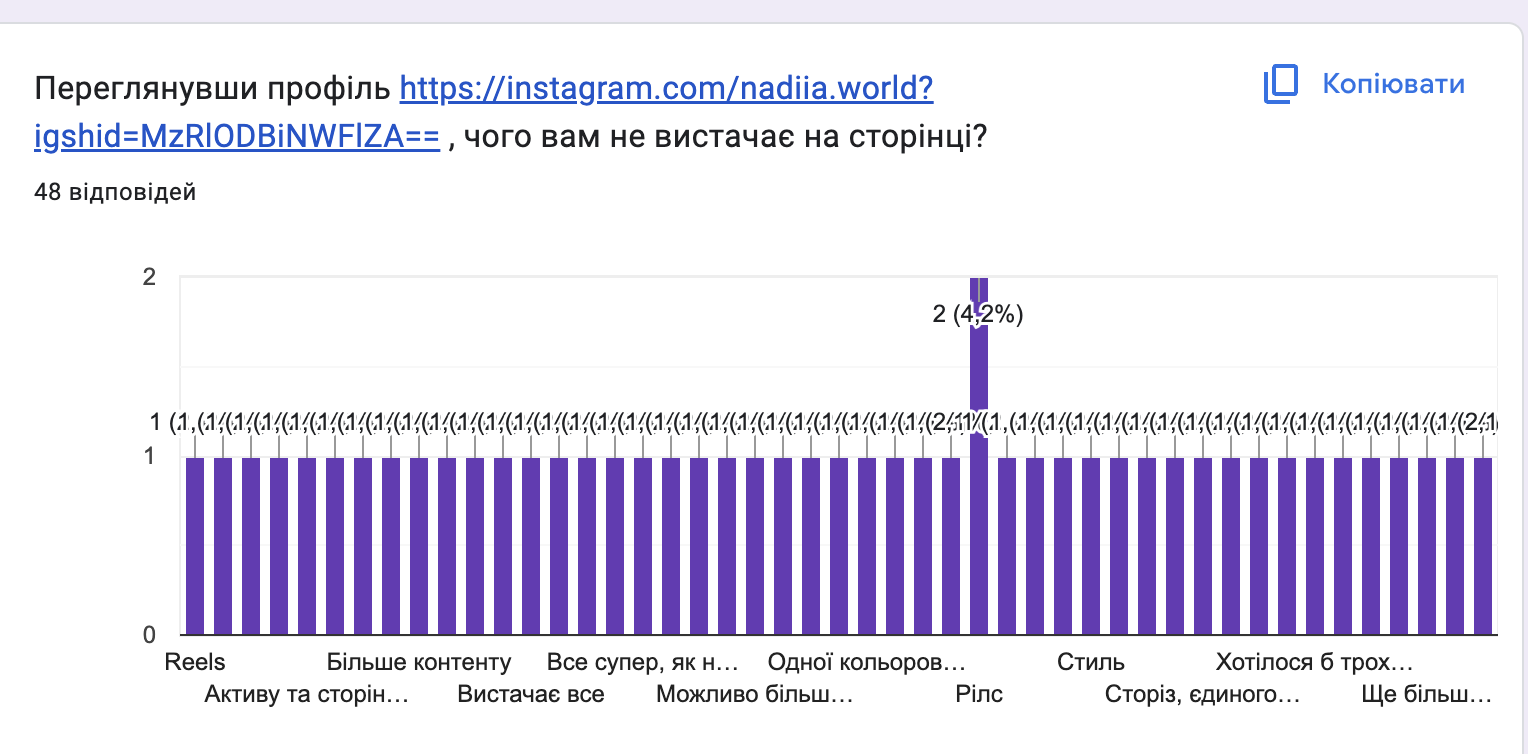 Переглянувши профіль https://instagram.com/nadiia.world?
igshid=MzRlODBiNWFlZA== , чого вам не вистачає на сторінці?
Копіювати
48 відповідей
2
2 (4,2%)
1
0
Reels
Більше контенту
Все супер, як н…
Одної кольоров…
Стиль
Хотілося б трох…
Активу та сторін…
Вистачає все
Можливо більш…
Рілс
Сторіз, єдиного…
Ще більш…